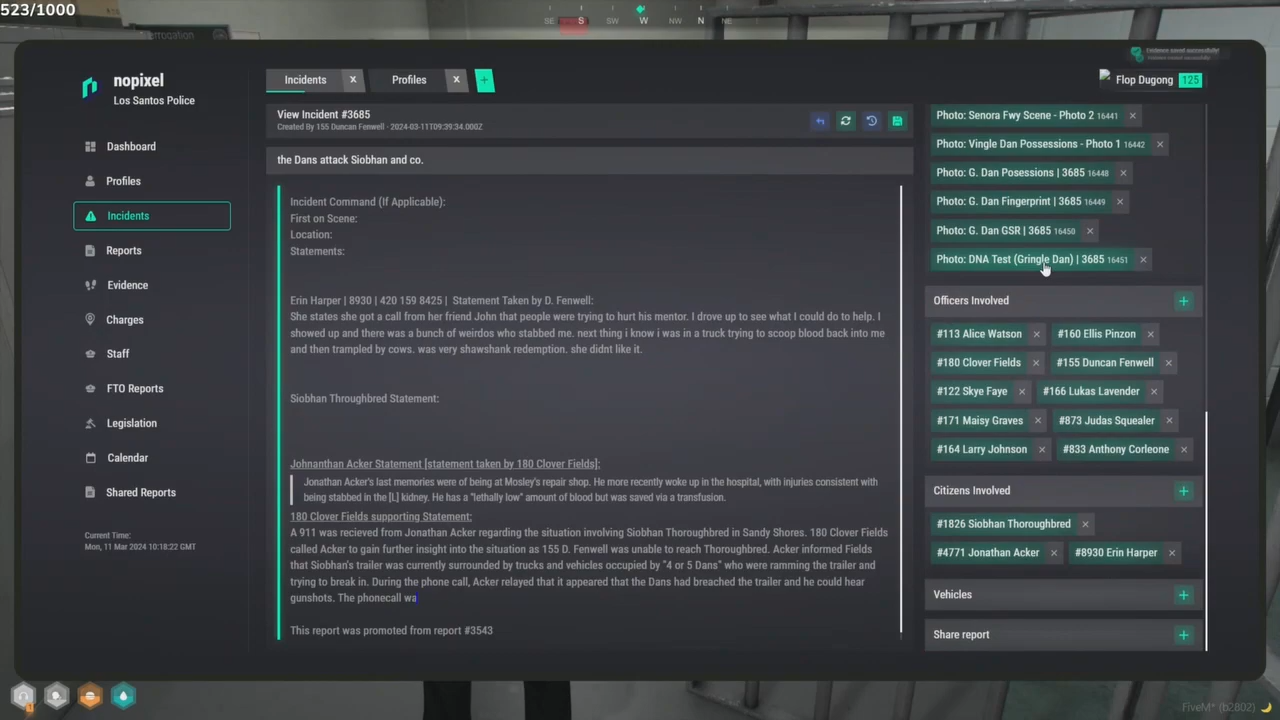 523/1000
SE S SW W NW N NE
nopixel
Los Santos Police
Dashboard
Profiles
Incidents
Reports
Evidence
Charges
Staff
FTO Reports
Legislation
Calendar
Shared Reports
Current Time:
Mon, 11 Mar 2024 10:18:22 GMT
Incidents x
Profiles x
+
Evidence saved successfully!
Flop Dugong 125
View Incident #3685
Created By 155 Duncan Fenwell - 2024-03-11T09:39:34.000Z
the Dans attack Siobhan and co.
Incident Command (If Applicable):
First on Scene:
Location:
Statements:
Erin Harper | 8930 | 420 159 8425 | Statement Taken by D. Fenwell:
She states she got a call from her friend John that people were trying to hurt his mentor. I drove up to see what I could do to help. I
showed up and there was a bunch of weirdos who stabbed me. next thing i know i was in a truck trying to scoop blood back into me
and then trampled by cows. was very shawshank redemption. she didnt like it.
Siobhan Throughbred Statement:
Johnanthan Acker Statement [statement taken by 180 Clover Fields]:
Jonathan Acker's last memories were of being at Mosley's repair shop. He more recently woke up in the hospital, with injuries consistent with
being stabbed in the [L] kidney. He has a "lethally low" amount of blood but was saved via a transfusion.
180 Clover Fields supporting Statement:
A 911 was recieved from Jonathan Acker regarding the situation involving Siobhan Thoroughbred in Sandy Shores. 180 Clover Fields
called Acker to gain further insight into the situation as 155 D. Fenwell was unable to reach Thoroughbred. Acker informed Fields
that Siobhan's trailer was currently surrounded by trucks and vehicles occupied by "4 or 5 Dans" who were ramming the trailer and
trying to break in. During the phone call, Acker relayed that it appeared that the Dans had breached the trailer and he could hear
gunshots. The phonecall wa
This report was promoted from report #3543
Photo: Senora Fwy Scene - Photo 2 16441 x
Photo: Vingle Dan Possessions - Photo 1 16442 x
Photo: G. Dan Posessions | 3685 16448 x
Photo: G. Dan Fingerprint | 3685 16449 x
Photo: G. Dan GSR | 3685 16450 x
Photo: DNA Test (Gringle Dan) | 3685 16451 x
Officers Involved +
#113 Alice Watson x #160 Ellis Pinzon x
#180 Clover Fields x #155 Duncan Fenwell x
#122 Skye Faye x #166 Lukas Lavender x
#171 Maisy Graves x #873 Judas Squealer x
#164 Larry Johnson x #833 Anthony Corleone x
Citizens Involved +
#1826 Siobhan Thoroughbred x
#4771 Jonathan Acker x #8930 Erin Harper x
Vehicles +
Share report +
FiveM* (b2802)